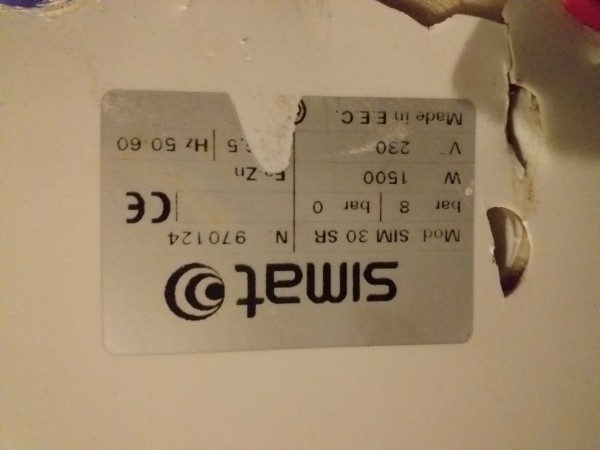 SIMat
Mod. SIM 30 SR N. 970124
bar 8 bar 0 CE
W 1500 Zn
V~ 230 .5 Hz 50-60
Made in E.E.C.